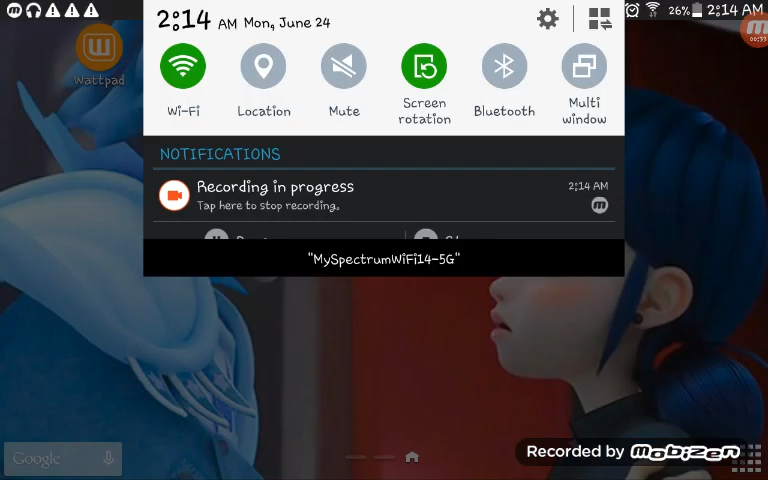 26%
2:14 AM
2:14 AM Mon, June 24
00:33
Wattpad
Wi-Fi
Location
Mute
Screen
rotation
Bluetooth
Multi
window
NOTIFICATIONS
Recording in progress
2:14 AM
Tap here to stop recording.
"MySpectrumWiFi14-5G"
Google
Recorded by Mobizen